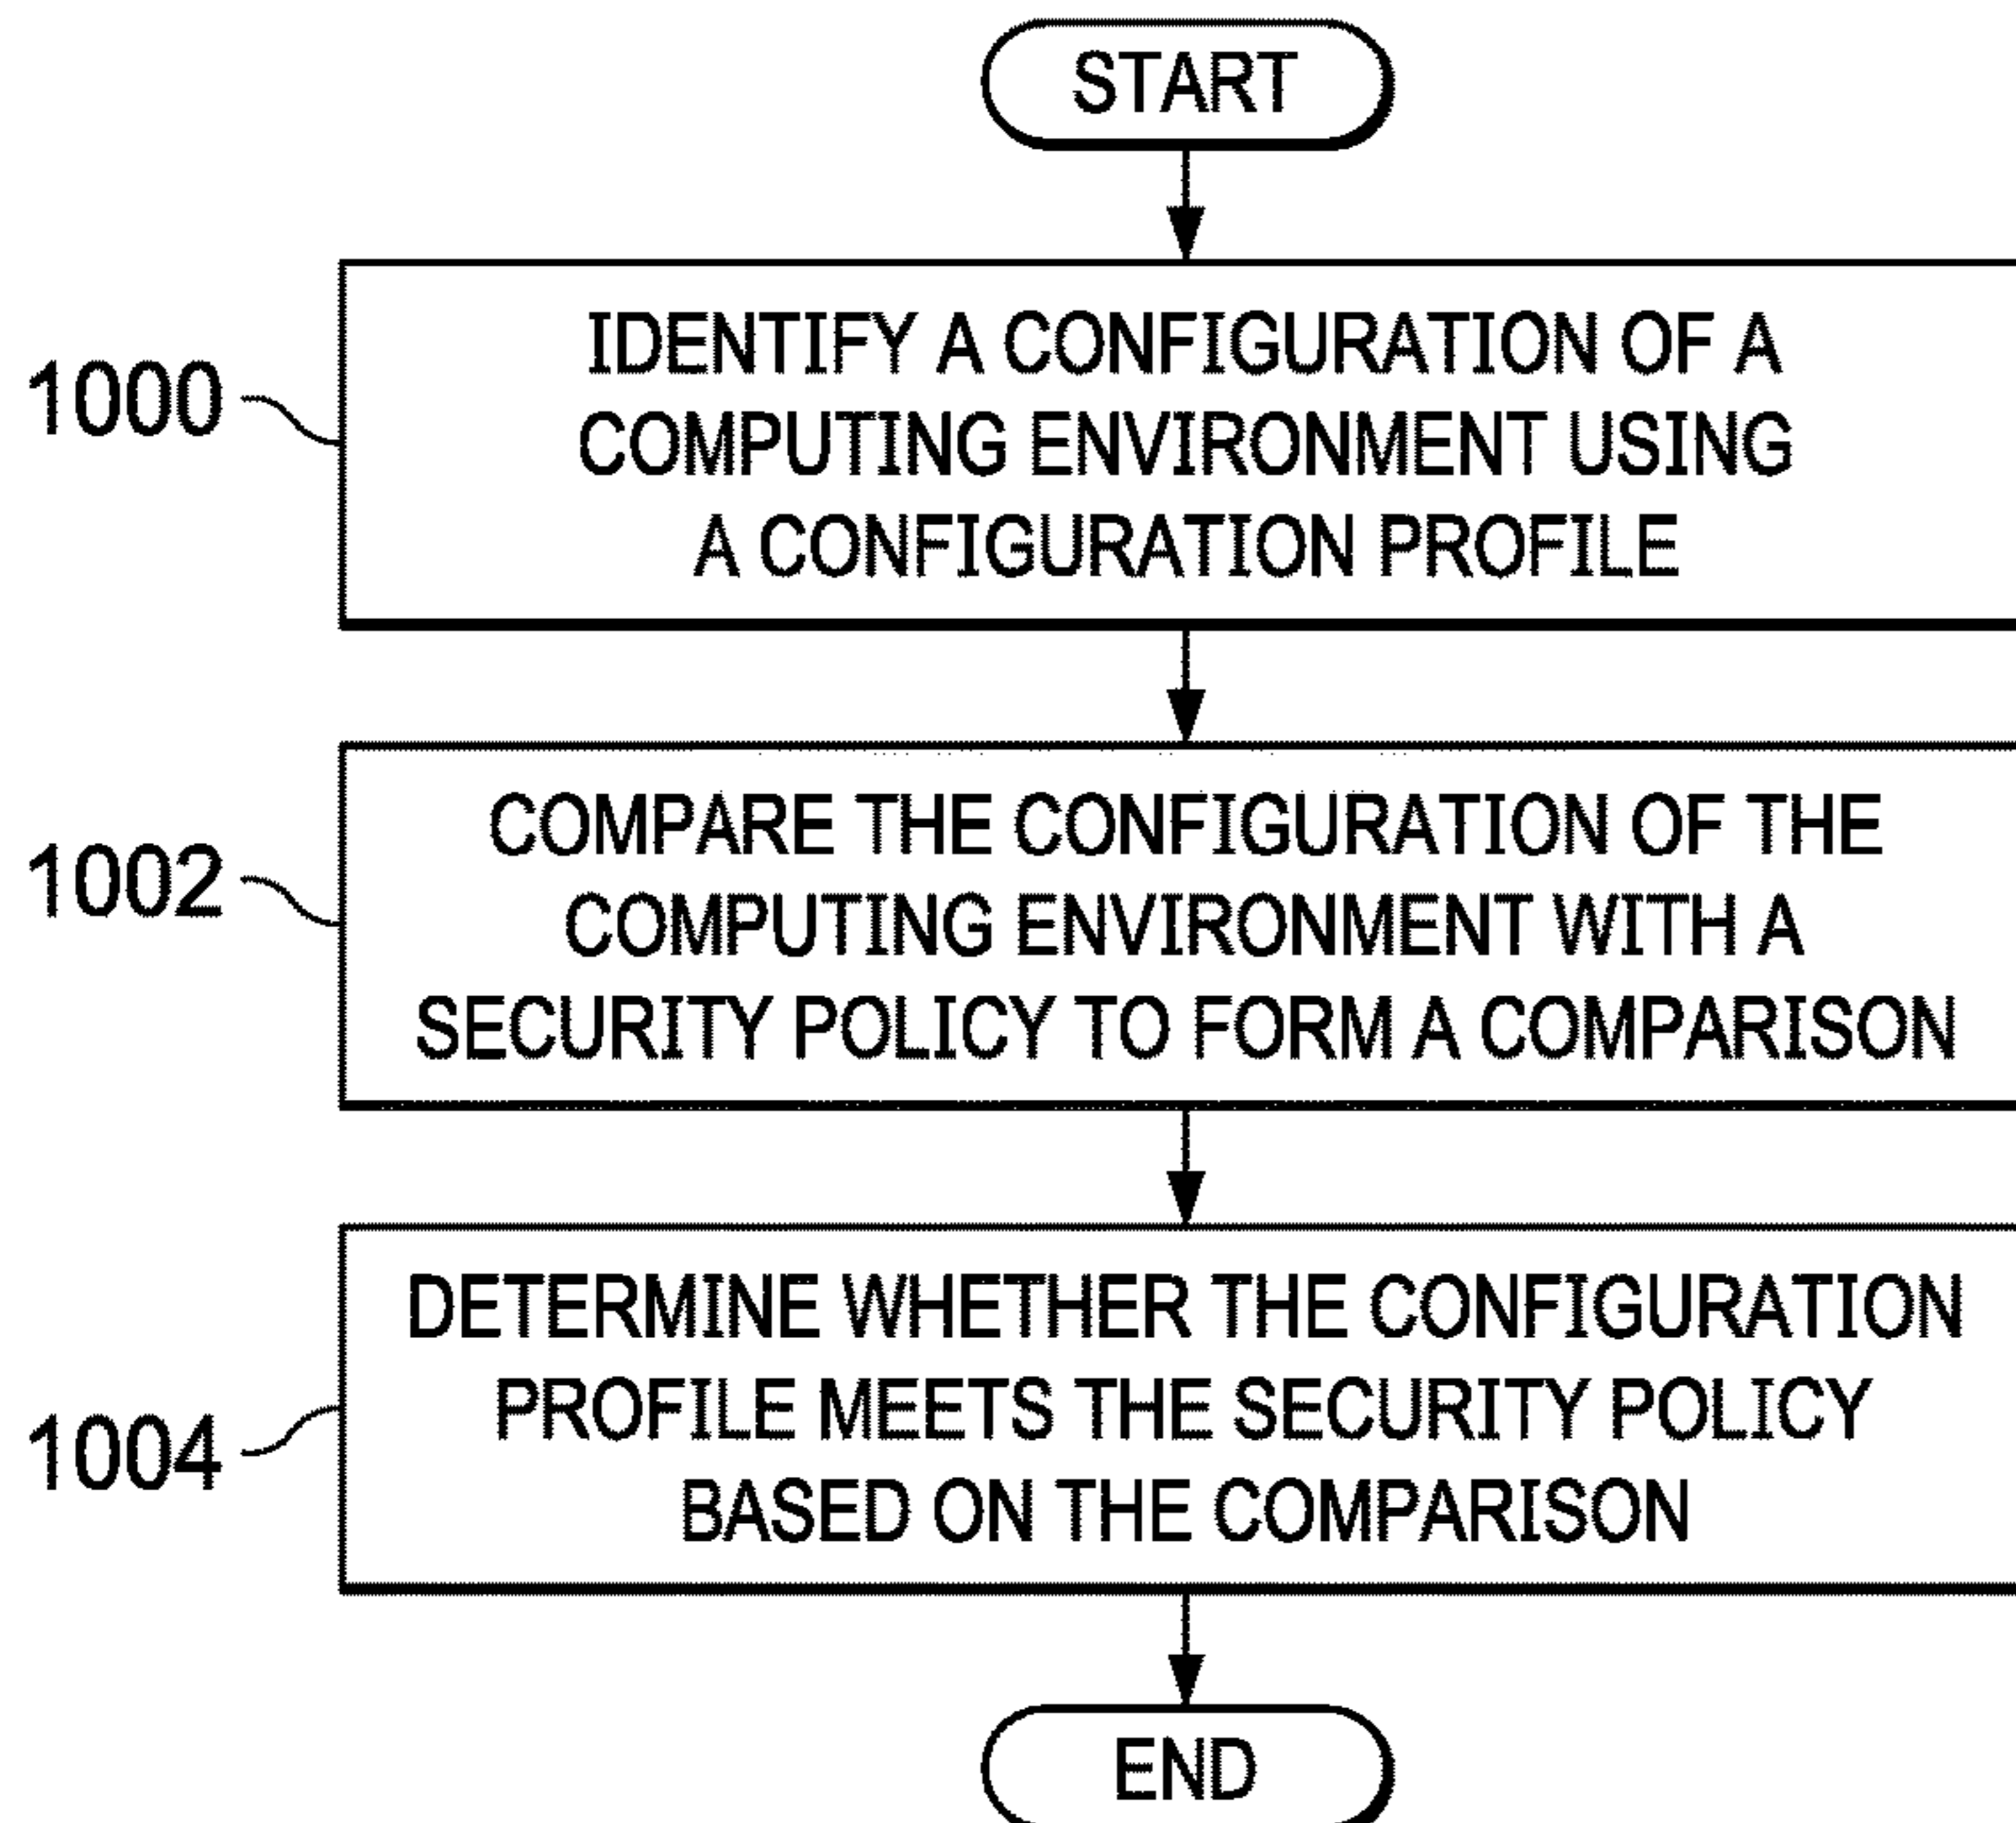 START
1000
IDENTIFY A CONFIGURATION OF A
COMPUTING ENVIRONMENT USING
A CONFIGURATION PROFILE
1002
COMPARE THE CONFIGURATION OF THE
COMPUTING ENVIRONMENT WITH A
SECURITY POLICY TO FORM A COMPARISON
1004
DETERMINE WHETHER THE CONFIGURATION
PROFILE MEETS THE SECURITY POLICY
BASED ON THE COMPARISON
END